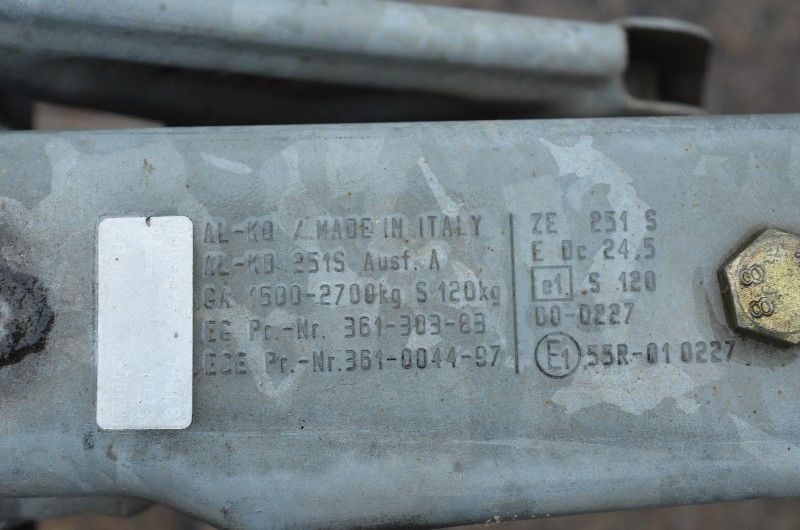 AL-KO / MADE IN ITALY
AL-KO 251S Ausf. A
GA 1500-2700kg S 120kg
EG Pr.-Nr. 361-303-83
ECE Pr.-Nr. 361-0044-97
ZE 251 S
E Dc 24.5
e1 S 120
00-0227
E1 55R-01 0227
8.8